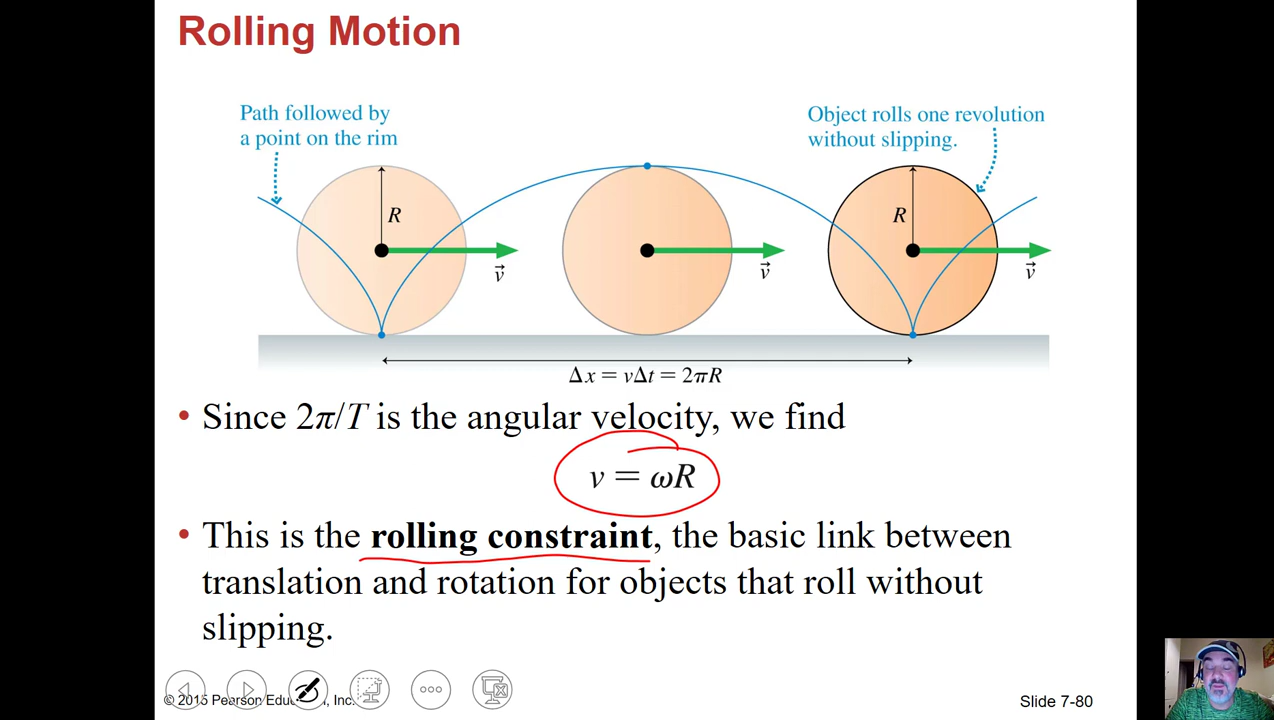 Rolling Motion
Path followed by
a point on the rim
Object rolls one revolution
without slipping.
R
R
v⃗
v⃗
v⃗
Δx = vΔt = 2πR
• Since 2π/T is the angular velocity, we find
v = ωR
• This is the rolling constraint, the basic link between
translation and rotation for objects that roll without
slipping.
© 2015 Pearson Education, Inc.
Slide 7-80